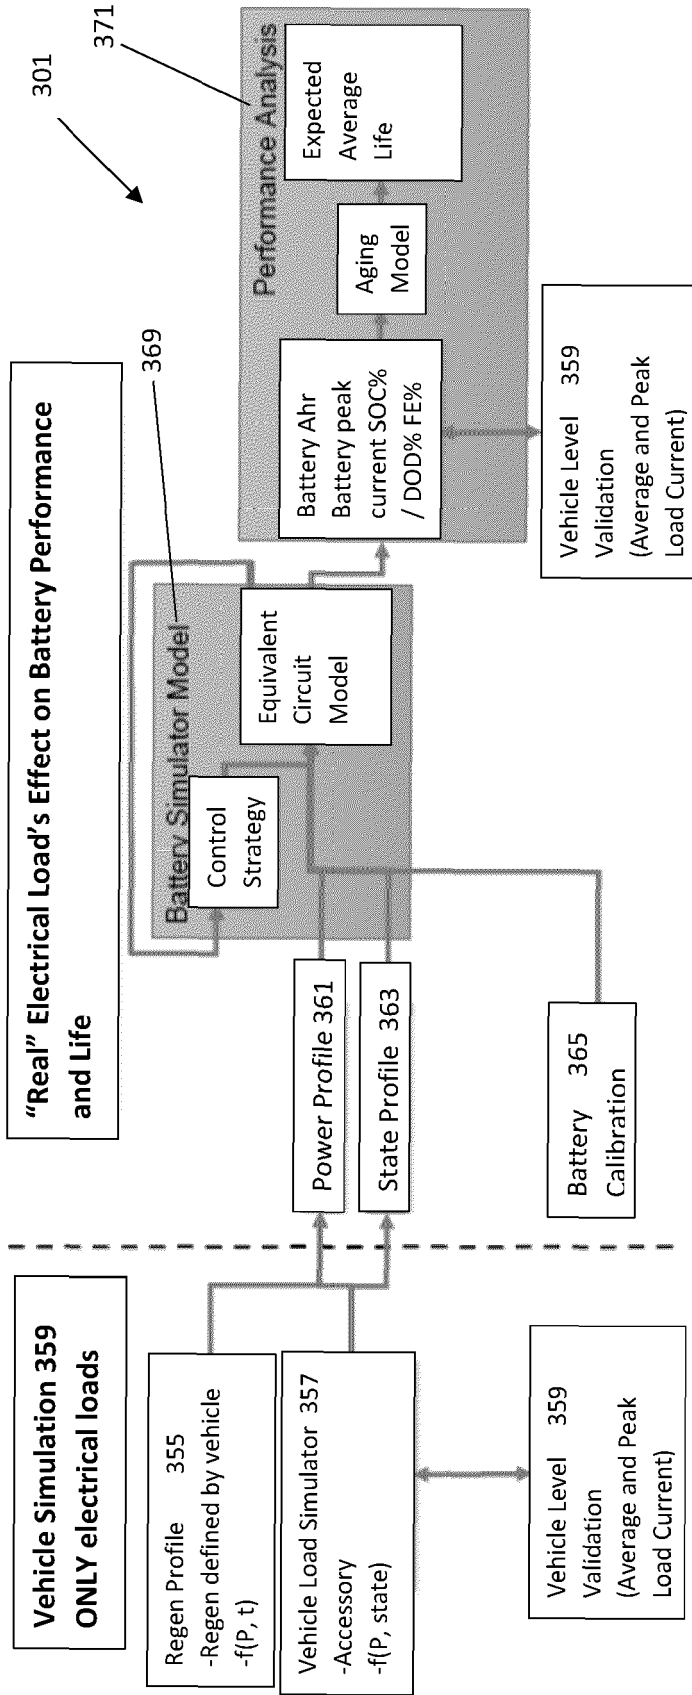 Vehicle Simulation 359
ONLY electrical loads
Regen Profile 355
-Regen defined by vehicle
-f(P, t)
Vehicle Load Simulator 357
-Accessory
-f(P, state)
Vehicle Level 359
Validation
(Average and Peak
Load Current)
"Real" Electrical Load's Effect on Battery Performance
and Life
Power Profile 361
State Profile 363
Battery 365
Calibration
Battery Simulator Model
369
Control
Strategy
Equivalent
Circuit
Model
301
Performance Analysis
371
Battery Ahr
Battery peak
current SOC%
/ DOD% FE%
Aging
Model
Expected
Average
Life
Vehicle Level 359
Validation
(Average and Peak
Load Current)